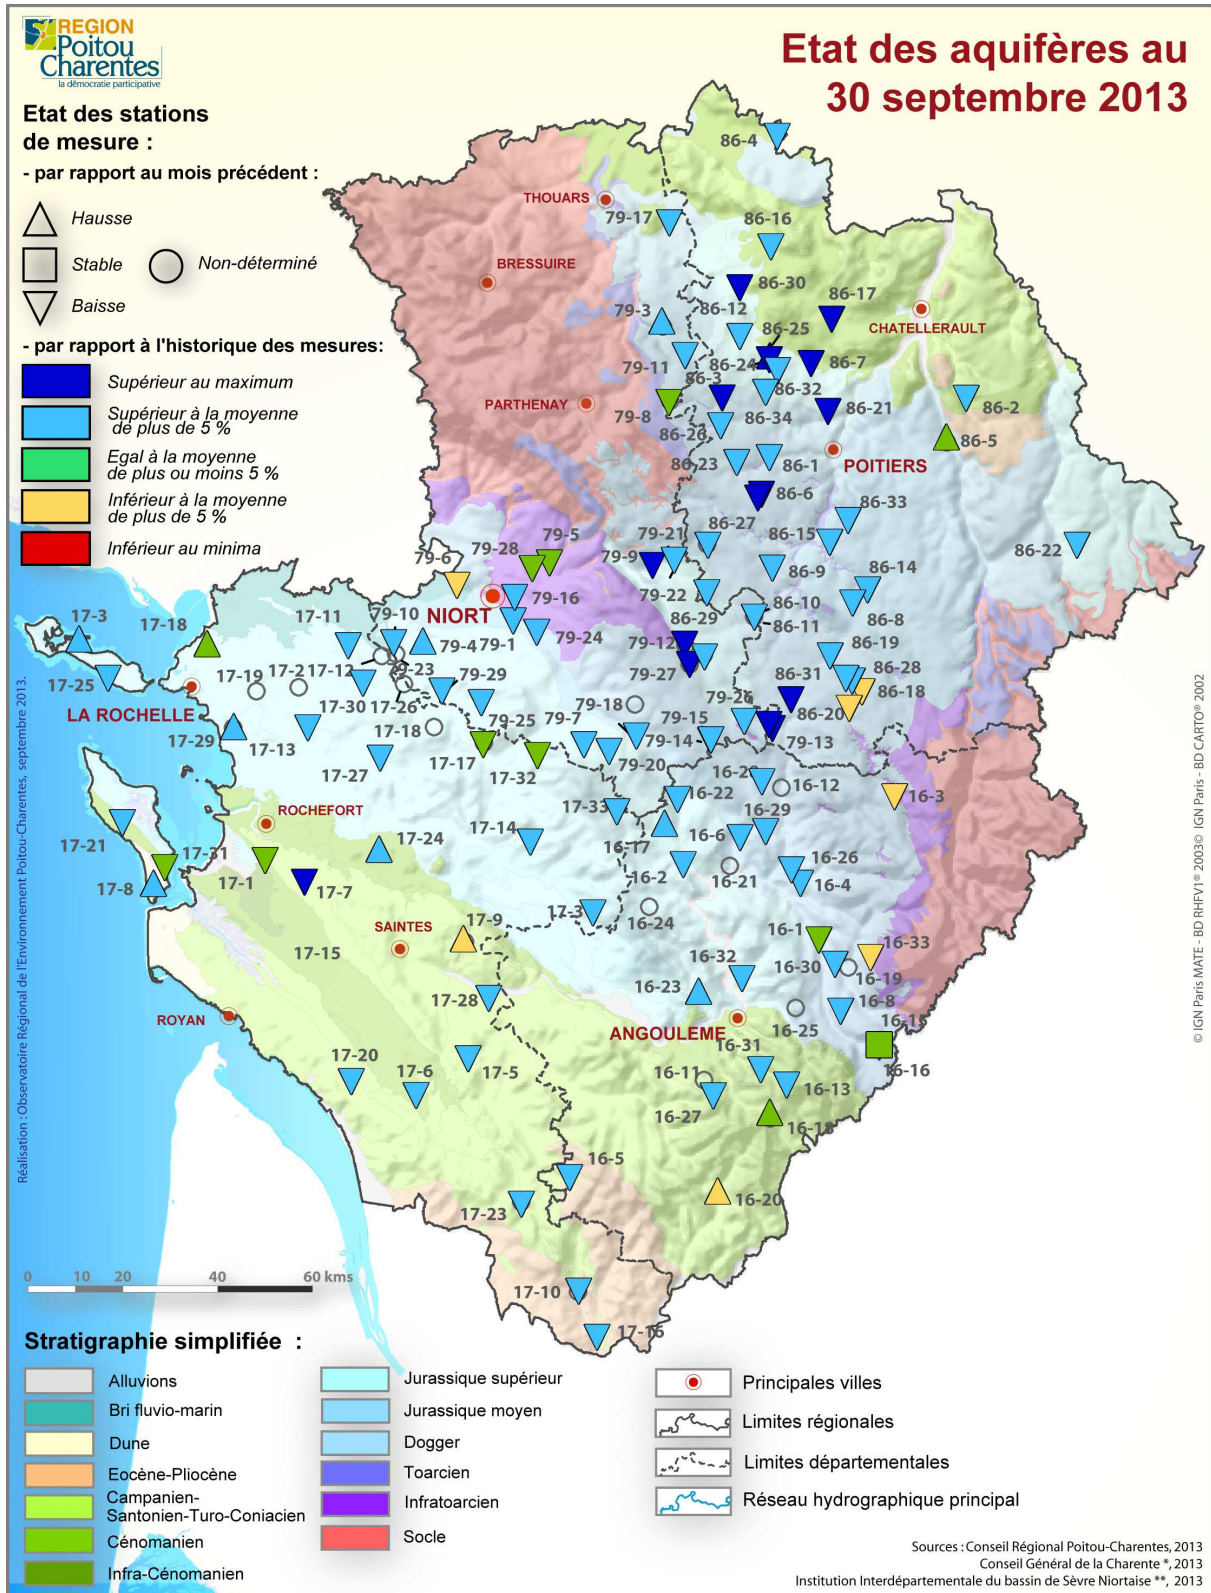 REGION
Poitou
Charentes
la démocratie participative
Etat des aquifères au
30 septembre 2013
Etat des stations
de mesure :
- par rapport au mois précédent :
Hausse
Stable
Non-déterminé
Baisse
- par rapport à l'historique des mesures:
Supérieur au maximum
Supérieur à la moyenne
de plus de 5 %
Egal à la moyenne
de plus ou moins 5 %
Inférieur à la moyenne
de plus de 5 %
Inférieur au minima
86-4
THOUARS
79-17
86-16
BRESSUIRE
86-30
86-17
79-3
86-12
86-25
CHATELLERAULT
79-11
86-24
86-7
86-3
86-32
PARTHENAY
79-8
86-34
86-21
86-2
86-26
86-5
86-23
86-1
POITIERS
86-6
86-33
79-28
79-5
79-21
86-27
86-15
86-22
79-6
79-9
86-9
86-14
79-16
79-22
86-10
NIORT
86-29
86-11
86-8
17-3
17-18
17-11
79-10
79-4
79-1
79-24
79-12
86-19
17-25
17-19
17-2
17-12
79-23
79-29
79-27
86-31
86-28
86-18
LA ROCHELLE
17-30
17-26
79-25
79-7
79-18
79-15
79-26
86-20
17-29
17-13
17-18
79-14
79-13
17-27
17-17
17-32
79-20
16-28
16-12
16-3
16-22
ROCHEFORT
17-33
16-29
17-24
17-14
16-17
16-6
17-21
17-31
16-26
17-1
17-8
17-7
16-2
16-21
16-4
17-3
16-24
17-9
SAINTES
16-1
16-33
17-15
16-32
16-30
16-19
17-28
16-23
16-8
ROYAN
ANGOULEME
16-25
16-15
16-31
17-20
17-6
17-5
16-11
16-13
16-16
16-27
16-18
16-5
16-20
17-23
17-10
17-16
0 20 40 60 kms
Réalisation : Observatoire Régional de l'Environnement Poitou-Charentes, septembre 2013.
© IGN Paris MATE - BD RHFV1® 2003© IGN Paris - BD CARTO® 2002
Stratigraphie simplifiée :
Alluvions
Bri fluvio-marin
Dune
Eocène-Pliocène
Campanien-
Santonien-Turo-Coniacien
Cénomanien
Infra-Cénomanien
Jurassique supérieur
Jurassique moyen
Dogger
Toarcien
Infratoarcien
Socle
Principales villes
Limites régionales
Limites départementales
Réseau hydrographique principal
Sources : Conseil Régional Poitou-Charentes, 2013
Conseil Général de la Charente *, 2013
Institution Interdépartementale du bassin de Sèvre Niortaise **, 2013